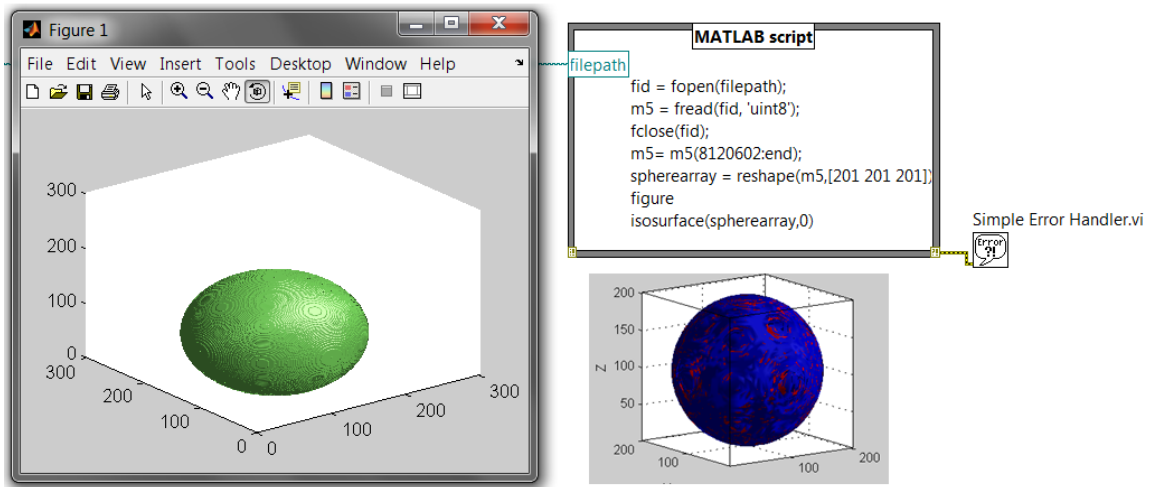 Figure 1
File Edit View Insert Tools Desktop Window Help
300
200
100
0
300
200
100
0
0
100
200
300
MATLAB script
filepath
fid = fopen(filepath);
m5 = fread(fid, 'uint8');
fclose(fid);
m5= m5(8120602:end);
spherearray = reshape(m5,[201 201 201])
figure
isosurface(spherearray,0)
Simple Error Handler.vi
Error
?!
200
150
100
50
Z
200
100
100
200